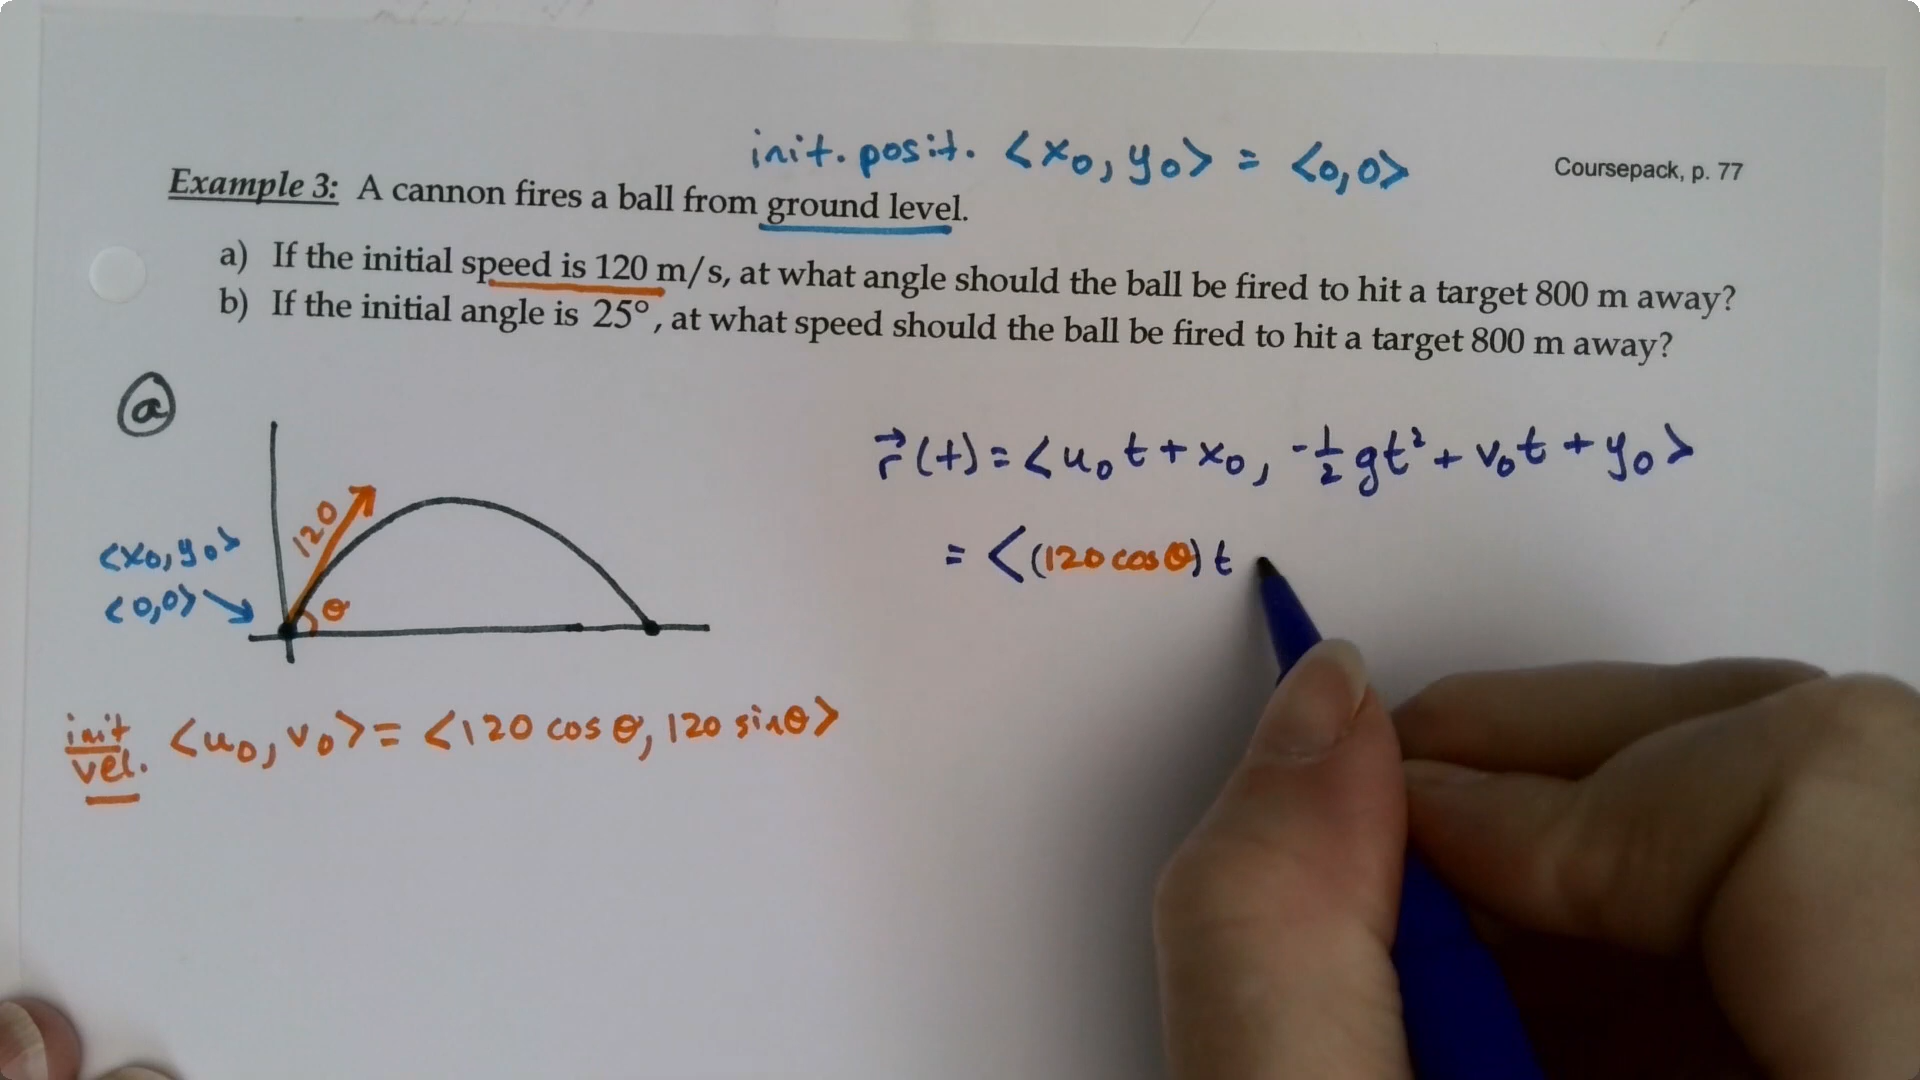 init. posit. <x₀, y₀> = <0,0>
Coursepack, p. 77
Example 3: A cannon fires a ball from ground level.
a) If the initial speed is 120 m/s, at what angle should the ball be fired to hit a target 800 m away?
b) If the initial angle is 25°, at what speed should the ball be fired to hit a target 800 m away?
a
r⃗(t) = <u₀t + x₀, -½gt² + v₀t + y₀>
= <(120 cos θ) t
120
<x₀, y₀>
<0,0>
θ
init vel. <u₀, v₀> = <120 cos θ, 120 sin θ>